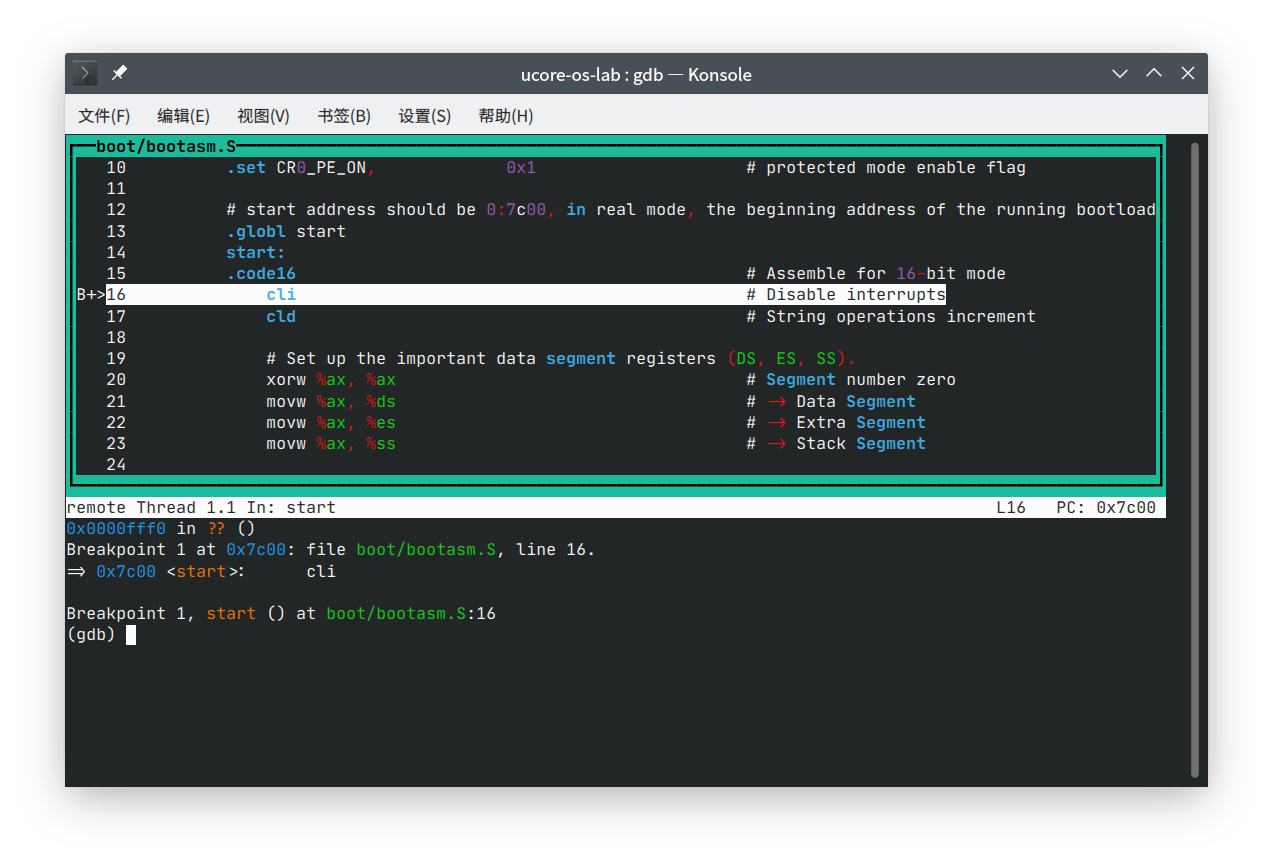 ucore-os-lab : gdb — Konsole
文件(F) 编辑(E) 视图(V) 书签(B) 设置(S) 帮助(H)
boot/bootasm.S
10 .set CR0_PE_ON, 0x1 # protected mode enable flag
11
12 # start address should be 0:7c00, in real mode, the beginning address of the running bootload
13 .globl start
14 start:
15 .code16 # Assemble for 16-bit mode
B+>16 cli # Disable interrupts
17 cld # String operations increment
18
19 # Set up the important data segment registers (DS, ES, SS).
20 xorw %ax, %ax # Segment number zero
21 movw %ax, %ds # -> Data Segment
22 movw %ax, %es # -> Extra Segment
23 movw %ax, %ss # -> Stack Segment
24
remote Thread 1.1 In: start L16 PC: 0x7c00
0x0000fff0 in ?? ()
Breakpoint 1 at 0x7c00: file boot/bootasm.S, line 16.
=> 0x7c00 <start>: cli
Breakpoint 1, start () at boot/bootasm.S:16
(gdb)